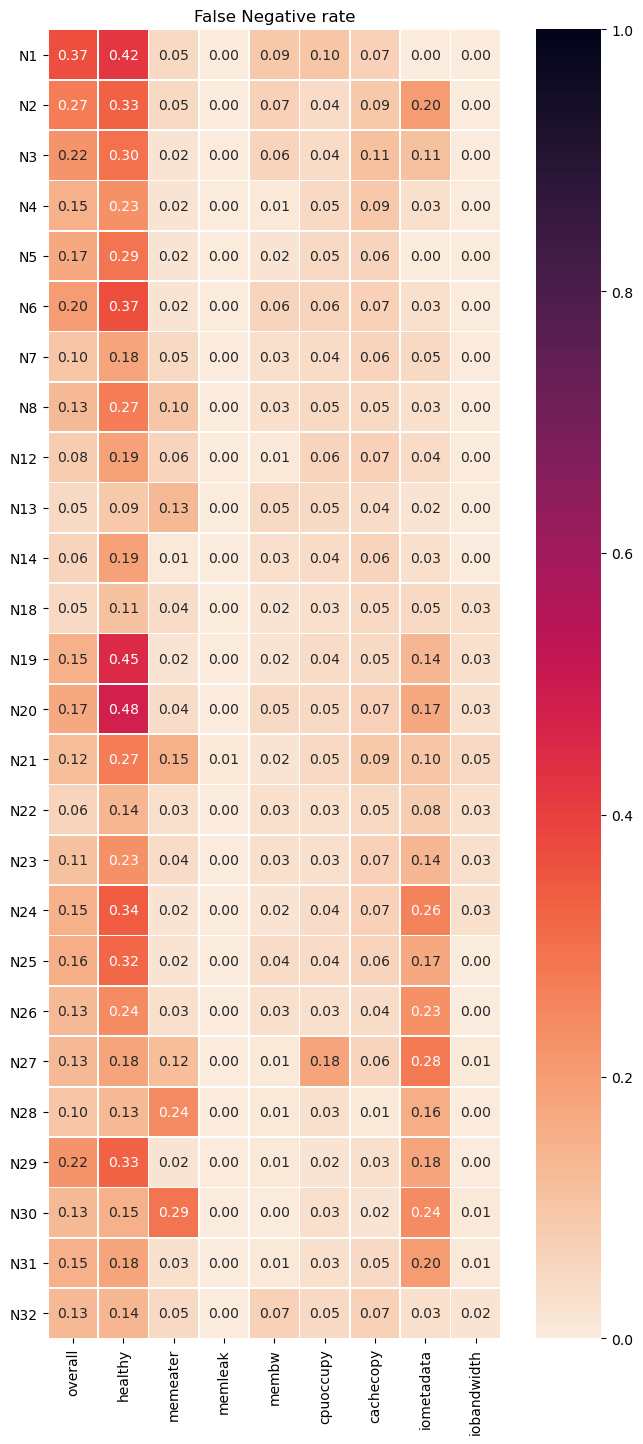 False Negative rate
N1 0.37 0.42 0.05 0.00 0.09 0.10 0.07 0.00 0.00
N2 0.27 0.33 0.05 0.00 0.07 0.04 0.09 0.20 0.00
N3 0.22 0.30 0.02 0.00 0.06 0.04 0.11 0.11 0.00
N4 0.15 0.23 0.02 0.00 0.01 0.05 0.09 0.03 0.00
N5 0.17 0.29 0.02 0.00 0.02 0.05 0.06 0.00 0.00
N6 0.20 0.37 0.02 0.00 0.06 0.06 0.07 0.03 0.00
N7 0.10 0.18 0.05 0.00 0.03 0.04 0.06 0.05 0.00
N8 0.13 0.27 0.10 0.00 0.03 0.05 0.05 0.03 0.00
N12 0.08 0.19 0.06 0.00 0.01 0.06 0.07 0.04 0.00
N13 0.05 0.09 0.13 0.00 0.05 0.05 0.04 0.02 0.00
N14 0.06 0.19 0.01 0.00 0.03 0.04 0.06 0.03 0.00
N18 0.05 0.11 0.04 0.00 0.02 0.03 0.05 0.05 0.03
N19 0.15 0.45 0.02 0.00 0.02 0.04 0.05 0.14 0.03
N20 0.17 0.48 0.04 0.00 0.05 0.05 0.07 0.17 0.03
N21 0.12 0.27 0.15 0.01 0.02 0.05 0.09 0.10 0.05
N22 0.06 0.14 0.03 0.00 0.03 0.03 0.05 0.08 0.03
N23 0.11 0.23 0.04 0.00 0.03 0.03 0.07 0.14 0.03
N24 0.15 0.34 0.02 0.00 0.02 0.04 0.07 0.26 0.03
N25 0.16 0.32 0.02 0.00 0.04 0.04 0.06 0.17 0.00
N26 0.13 0.24 0.03 0.00 0.03 0.03 0.04 0.23 0.00
N27 0.13 0.18 0.12 0.00 0.01 0.18 0.06 0.28 0.01
N28 0.10 0.13 0.24 0.00 0.01 0.03 0.01 0.16 0.00
N29 0.22 0.33 0.02 0.00 0.01 0.02 0.03 0.18 0.00
N30 0.13 0.15 0.29 0.00 0.00 0.03 0.02 0.24 0.01
N31 0.15 0.18 0.03 0.00 0.01 0.03 0.05 0.20 0.01
N32 0.13 0.14 0.05 0.00 0.07 0.05 0.07 0.03 0.02
overall healthy memeater memleak membw cpuoccupy cachecopy iometadata iobandwidth
1.0
0.8
0.6
0.4
0.2
0.0